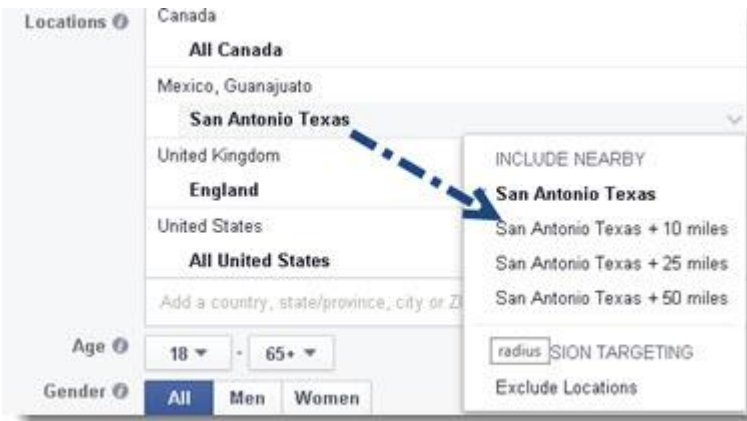 Locations
Canada
All Canada
Mexico, Guanajuato
San Antonio Texas
United Kingdom
England
United States
All United States
Add a country, state/province, city or
INCLUDE NEARBY
San Antonio Texas
San Antonio Texas + 10 miles
San Antonio Texas + 25 miles
San Antonio Texas + 50 miles
radius SION TARGETING
Exclude Locations
Age
18 - 65+
Gender
All Men Women